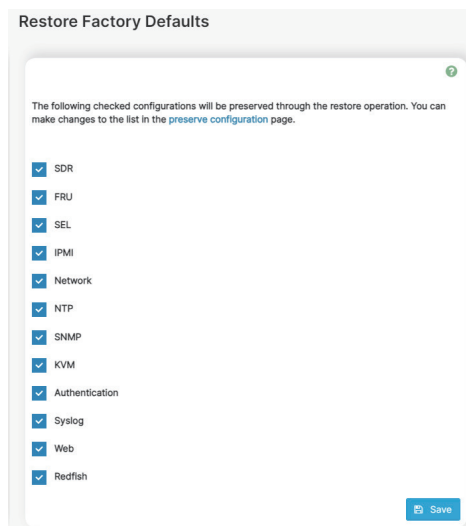 Restore Factory Defaults
The following checked configurations will be preserved through the restore operation. You can
make changes to the list in the preserve configuration page.
SDR
FRU
SEL
IPMI
Network
NTP
SNMP
KVM
Authentication
Syslog
Web
Redfish
Save